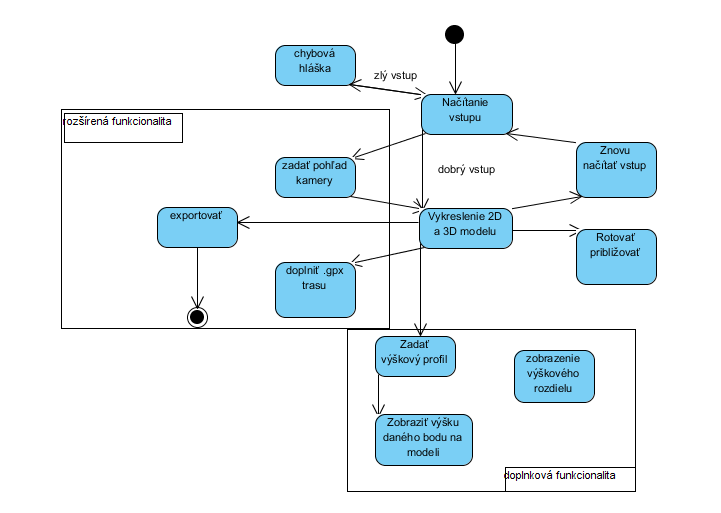 chybová
hláška
zlý vstup
Načítanie
vstupu
rozšírená funkcionalita
Znovu
načítať vstup
zadať pohľad
kamery
dobrý vstup
exportovať
Vykreslenie 2D
a 3D modelu
Rotovať
približovať
doplniť .gpx
trasu
Zadať
výškový profil
zobrazenie
výškového
rozdielu
Zobraziť výšku
daného bodu na
modeli
doplnková funkcionalita